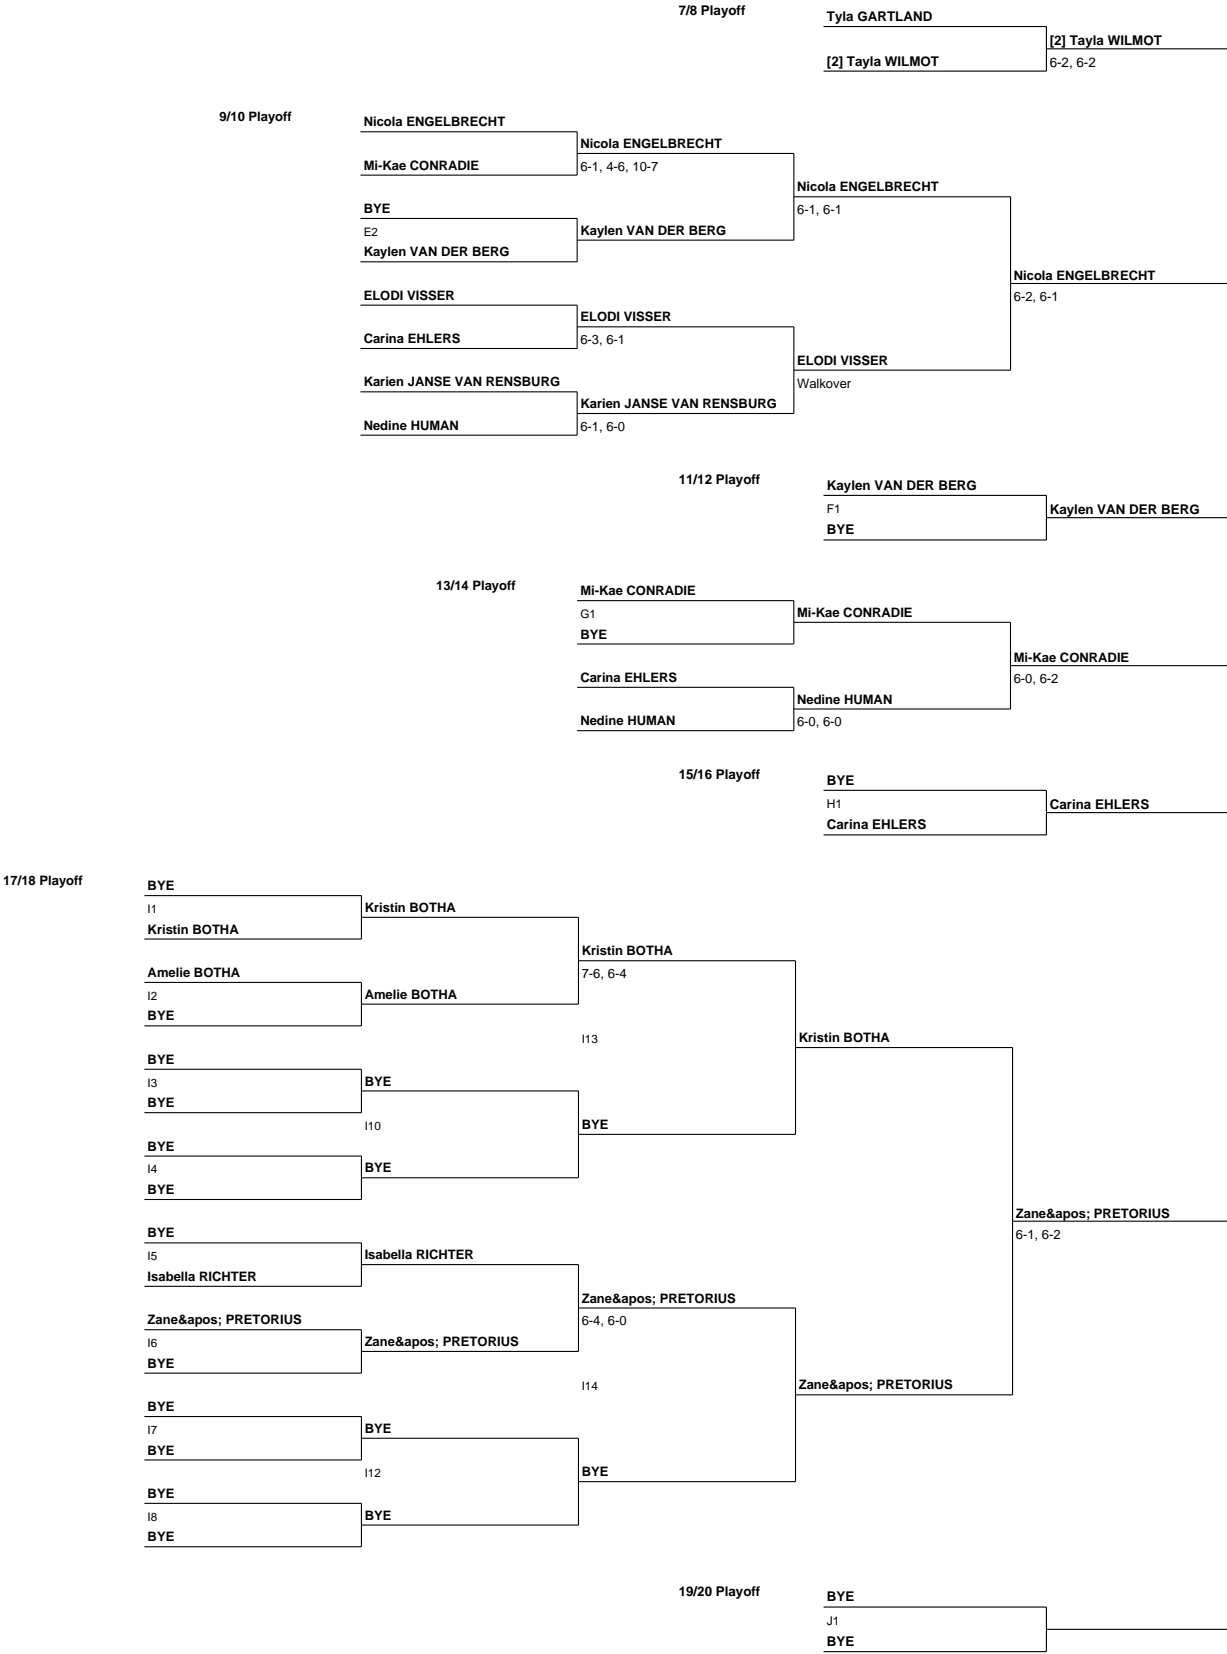 7/8 Playoff
Tyla GARTLAND
[2] Tayla WILMOT
[2] Tayla WILMOT
6-2, 6-2
9/10 Playoff
Nicola ENGELBRECHT
Nicola ENGELBRECHT
Mi-Kae CONRADIE
6-1, 4-6, 10-7
Nicola ENGELBRECHT
BYE
6-1, 6-1
E2
Kaylen VAN DER BERG
Kaylen VAN DER BERG
Nicola ENGELBRECHT
ELODI VISSER
6-2, 6-1
ELODI VISSER
Carina EHLERS
6-3, 6-1
ELODI VISSER
Karien JANSE VAN RENSBURG
Walkover
Karien JANSE VAN RENSBURG
Nedine HUMAN
6-1, 6-0
11/12 Playoff
Kaylen VAN DER BERG
F1
Kaylen VAN DER BERG
BYE
13/14 Playoff
Mi-Kae CONRADIE
G1
Mi-Kae CONRADIE
BYE
Mi-Kae CONRADIE
Carina EHLERS
6-0, 6-2
Nedine HUMAN
Nedine HUMAN
6-0, 6-0
15/16 Playoff
BYE
H1
Carina EHLERS
Carina EHLERS
17/18 Playoff
BYE
I1
Kristin BOTHA
Kristin BOTHA
Kristin BOTHA
Amelie BOTHA
7-6, 6-4
I2
Amelie BOTHA
BYE
I13
Kristin BOTHA
BYE
I3
BYE
BYE
I10
BYE
BYE
I4
BYE
BYE
Zane&apos; PRETORIUS
BYE
6-1, 6-2
I5
Isabella RICHTER
Isabella RICHTER
Zane&apos; PRETORIUS
Zane&apos; PRETORIUS
6-4, 6-0
I6
Zane&apos; PRETORIUS
BYE
I14
Zane&apos; PRETORIUS
BYE
I7
BYE
BYE
I12
BYE
BYE
I8
BYE
BYE
19/20 Playoff
BYE
J1
BYE